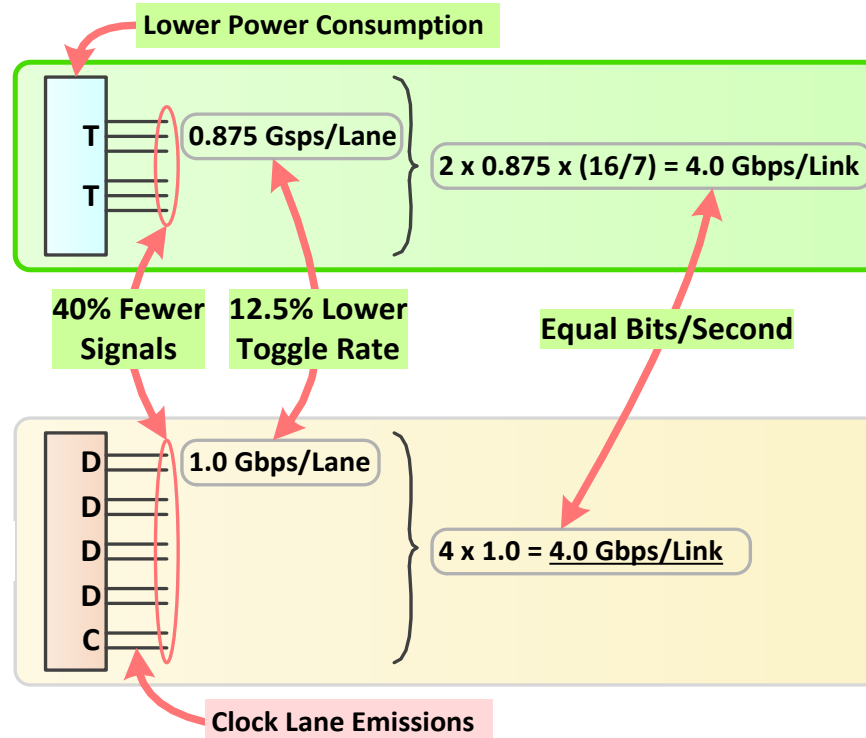 Lower Power Consumption
T
0.875 Gsps/Lane
2 x 0.875 x (16/7) = 4.0 Gbps/Link
T
40% Fewer
Signals
12.5% Lower
Toggle Rate
Equal Bits/Second
D
1.0 Gbps/Lane
D
D
4 x 1.0 = 4.0 Gbps/Link
D
C
Clock Lane Emissions